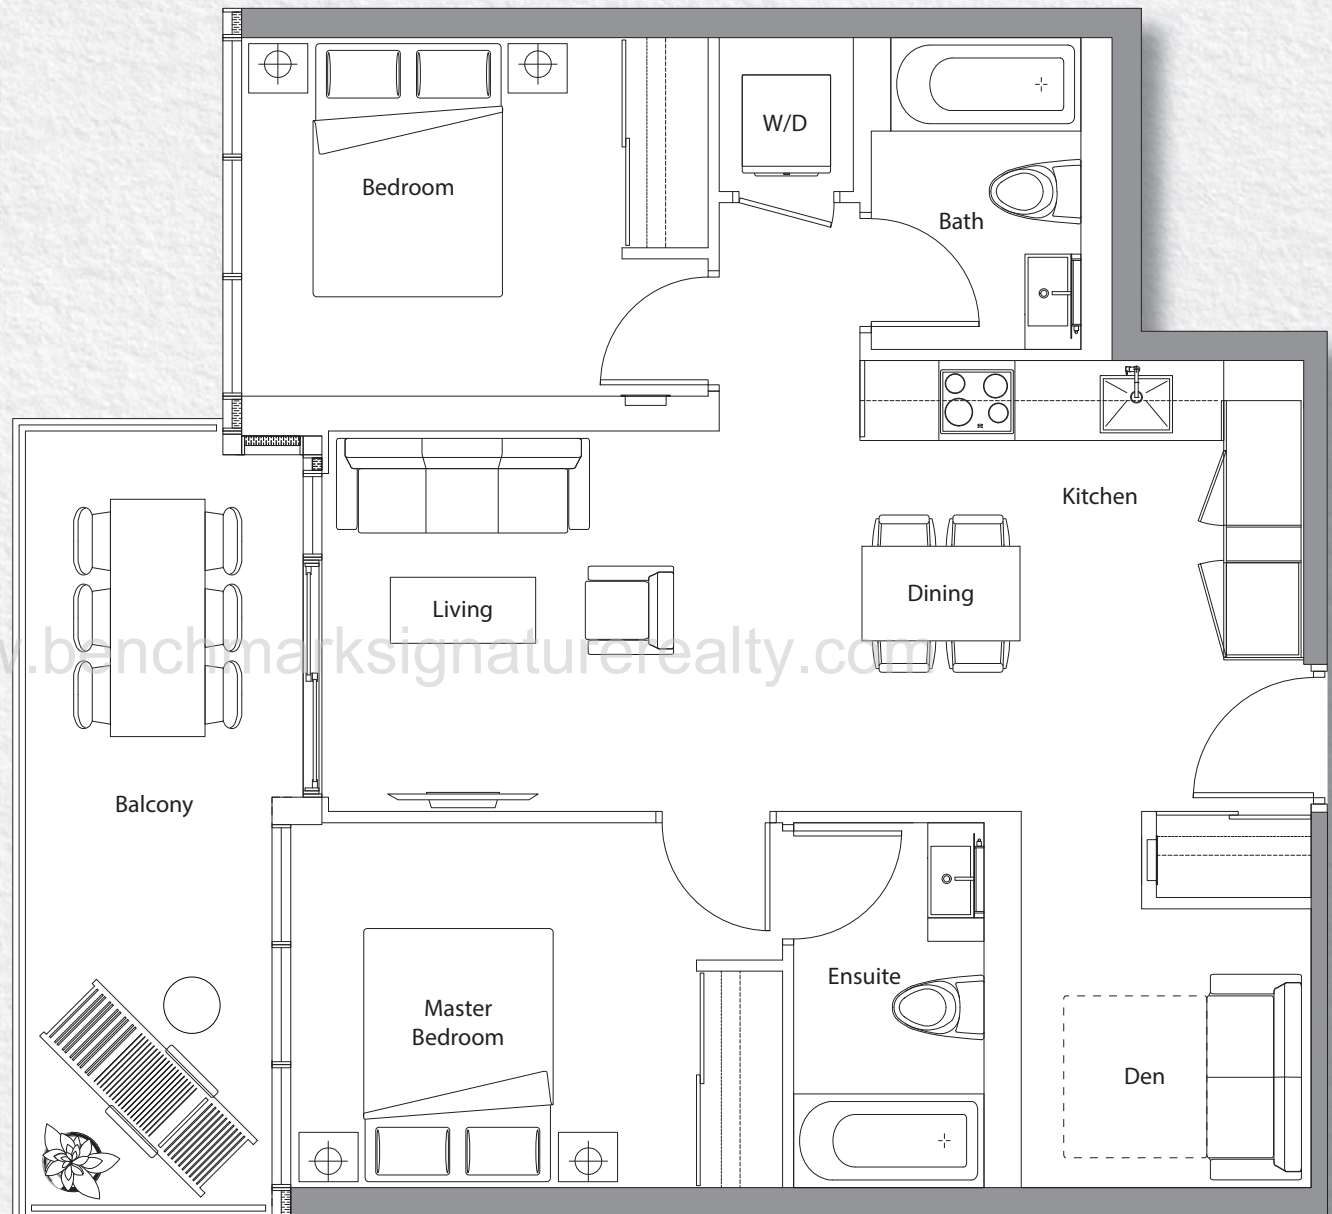 W/D
Bedroom
Bath
Kitchen
Living
Dining
w.benchmarksignaturerealty.com
Balcony
Ensuite
Master
Bedroom
Den